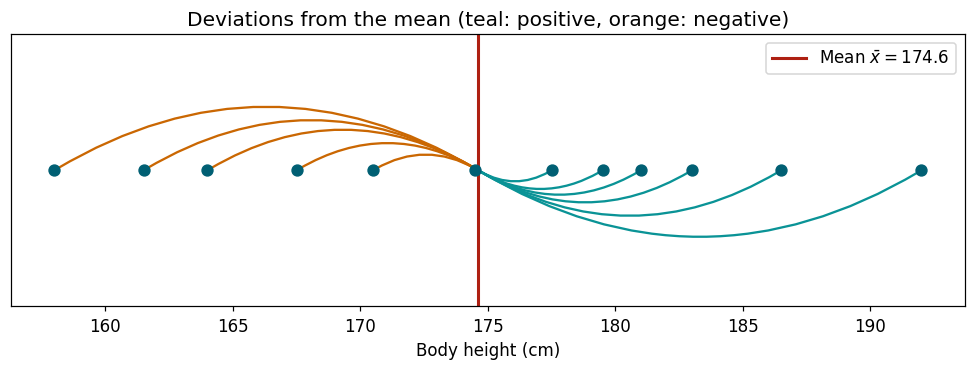 Deviations from the mean (teal: positive, orange: negative)
Mean x̄ = 174.6
160 165 170 175 180 185 190
Body height (cm)